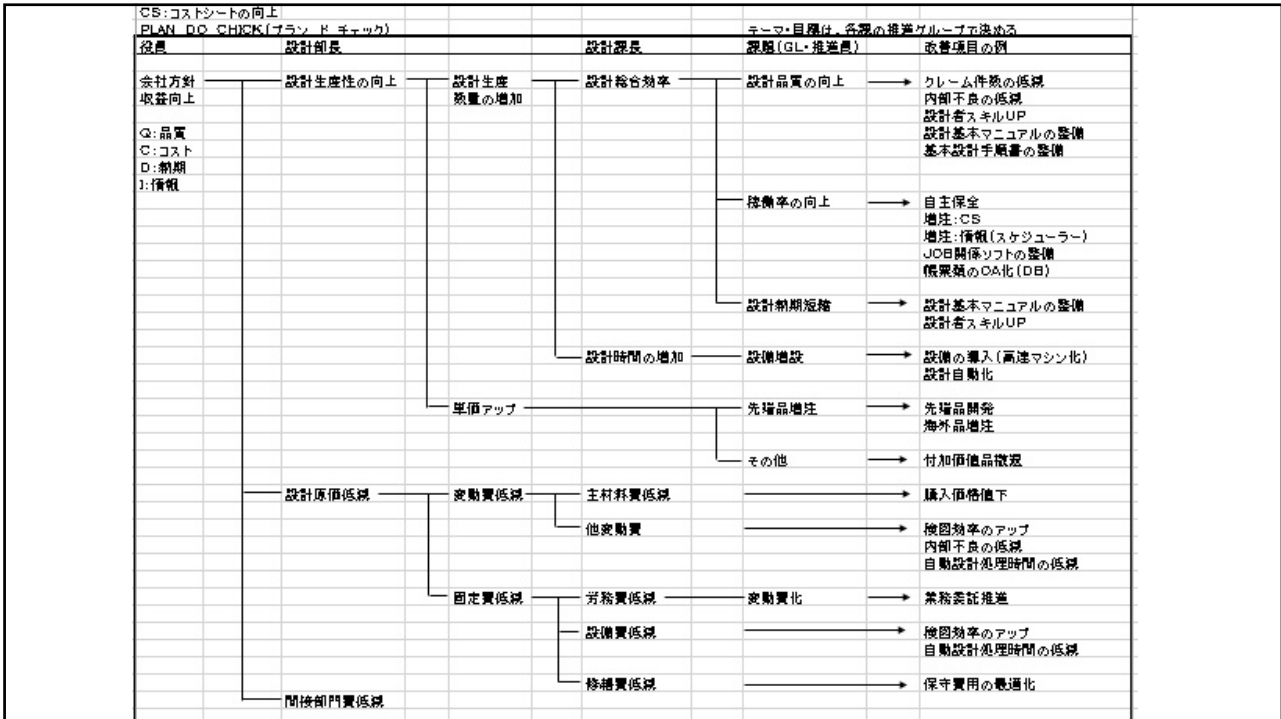 CS:コストシートの向上
PLAN DO CHICK(プラン ド チェック) テーマ・目標は、各課の推進グループで決める
役員 設計部長 設計課長 課題(GL・推進員) 改善項目の例
会社方針 設計生産性の向上 設計生産 設計総合効率 設計品質の向上 クレーム件数の低減
収益向上 数量の増加 内部不良の低減
設計者スキルUP
Q:品質 設計基本マニュアルの整備
C:コスト 基本設計手順書の整備
D:納期
I:情報
稼働率の向上 自主保全
増注:CS
増注:情報(スケジューラー)
JOB関係ソフトの整備
帳票類のOA化(DB)
設計納期短縮 設計基本マニュアルの整備
設計者スキルUP
設計時間の増加 設備増設 設備の導入(高速マシン化)
設計自動化
単価アップ 先端品増注 先端品開発
海外品増注
その他 付加価値品撤退
設計原価低減 変動費低減 主材料費低減 購入価格値下
他変動費 検図効率のアップ
内部不良の低減
自動設計処理時間の低減
固定費低減 労務費低減 変動費化 業務委託推進
設備費低減 検図効率のアップ
自動設計処理時間の低減
修繕費低減 保守費用の最適化
間接部門費低減